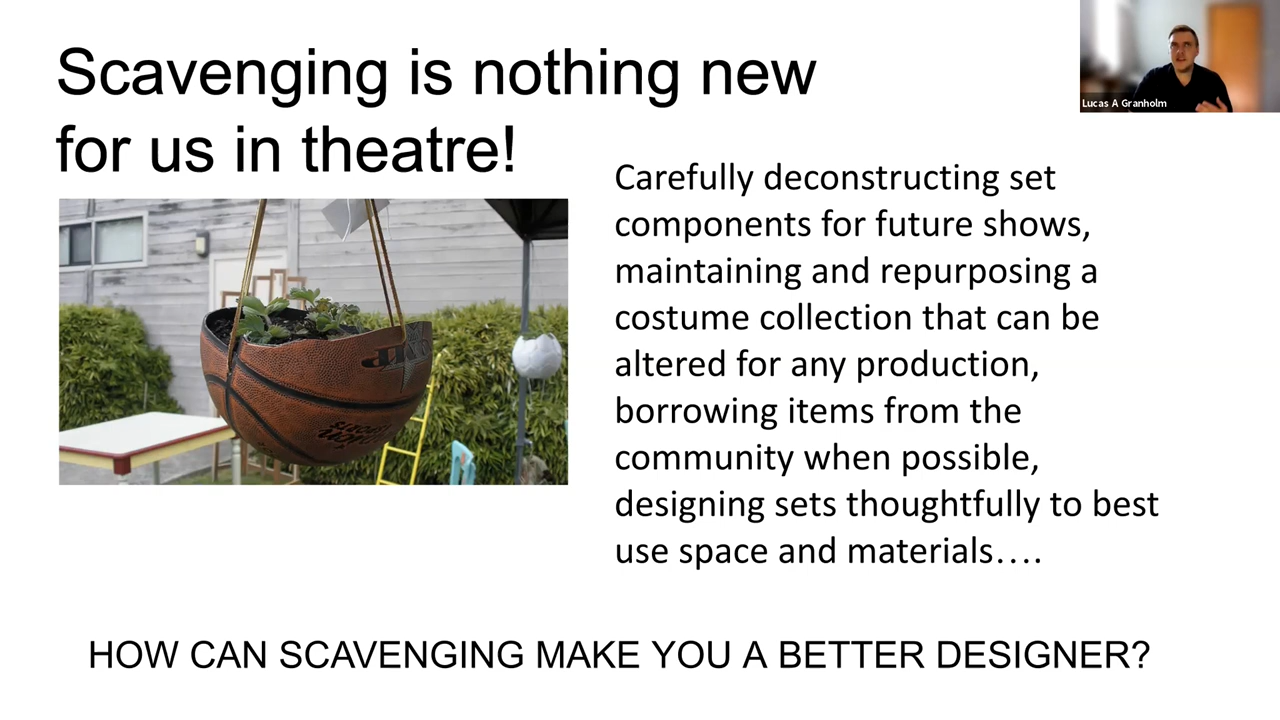 Scavenging is nothing new
for us in theatre!
Lucas A Granholm
Carefully deconstructing set
components for future shows,
maintaining and repurposing a
costume collection that can be
altered for any production,
borrowing items from the
community when possible,
designing sets thoughtfully to best
use space and materials….
HOW CAN SCAVENGING MAKE YOU A BETTER DESIGNER?